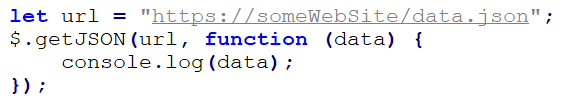 let url = "https://someWebSite/data.json";
$.getJSON(url, function (data) {
    console.log(data);
});